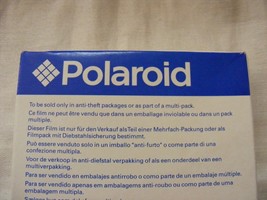 Polaroid
To be sold only in anti-theft packages or as part of a multi-pack.
Ce film ne peut être vendu que dans un emballage inviolable ou dans un pack
multiple.
Dieser Film ist nur für den Verkauf als Teil einer Mehrfach-Packung oder als
Filmpack mit Diebstahlsicherung bestimmt.
Può essere venduto solo in un imballo "anti-furto" o come parte di una
confezione multipla.
Voor de verkoop in anti-diefstal verpakking of als een onderdeel van een
multiverpakking.
Para ser vendido en embalajes antirrobo o como parte de un embalaje múltiple.
Para ser vendido apenas em embalagens anti-roubo ou como parte de uma
embalagem multipla.